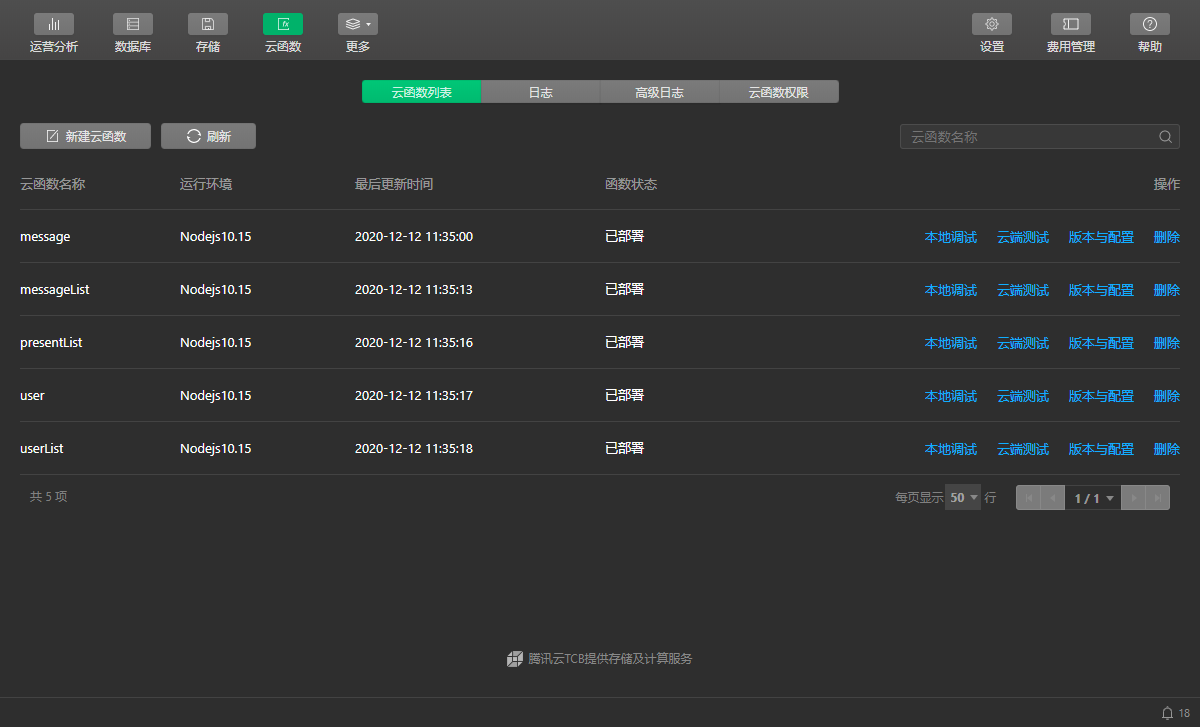 运营分析 数据库 存储 云函数 更多 设置 费用管理 帮助
云函数列表 日志 高级日志 云函数权限
新建云函数 刷新 云函数名称
云函数名称 运行环境 最后更新时间 函数状态 操作
message Nodejs10.15 2020-12-12 11:35:00 已部署 本地调试 云端测试 版本与配置 删除
messageList Nodejs10.15 2020-12-12 11:35:13 已部署 本地调试 云端测试 版本与配置 删除
presentList Nodejs10.15 2020-12-12 11:35:16 已部署 本地调试 云端测试 版本与配置 删除
user Nodejs10.15 2020-12-12 11:35:17 已部署 本地调试 云端测试 版本与配置 删除
userList Nodejs10.15 2020-12-12 11:35:18 已部署 本地调试 云端测试 版本与配置 删除
共 5 项 每页显示 50 行 1 / 1
腾讯云TCB提供存储及计算服务
18